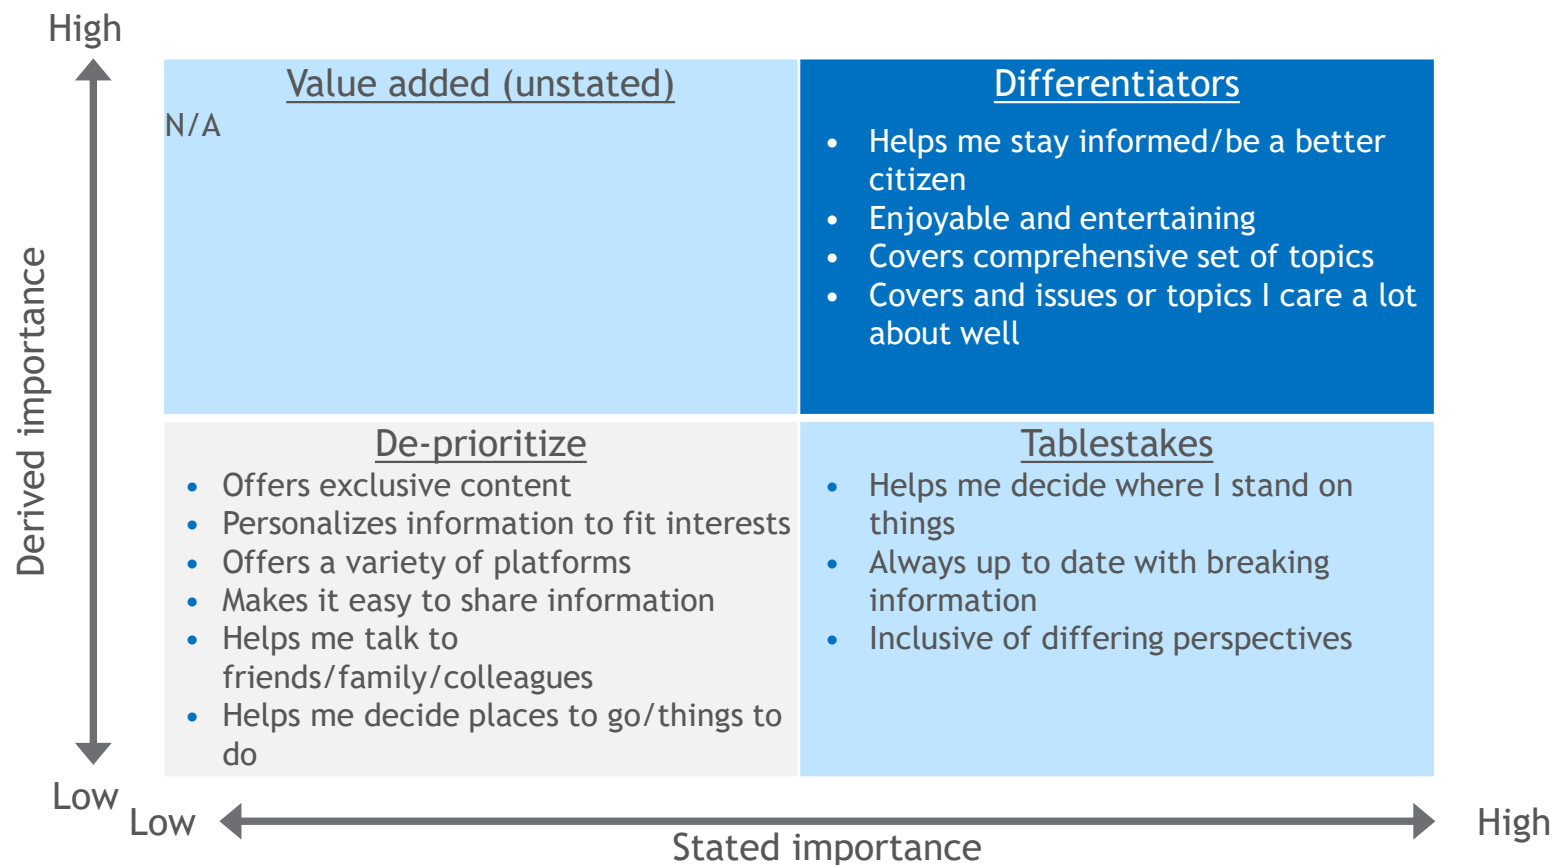 High
Value added (unstated)
N/A
Differentiators
• Helps me stay informed/be a better
citizen
• Enjoyable and entertaining
• Covers comprehensive set of topics
• Covers and issues or topics I care a lot
about well
Derived importance
De-prioritize
• Offers exclusive content
• Personalizes information to fit interests
• Offers a variety of platforms
• Makes it easy to share information
• Helps me talk to
friends/family/colleagues
• Helps me decide places to go/things to
do
Tablestakes
• Helps me decide where I stand on
things
• Always up to date with breaking
information
• Inclusive of differing perspectives
Low
Low
High
Stated importance